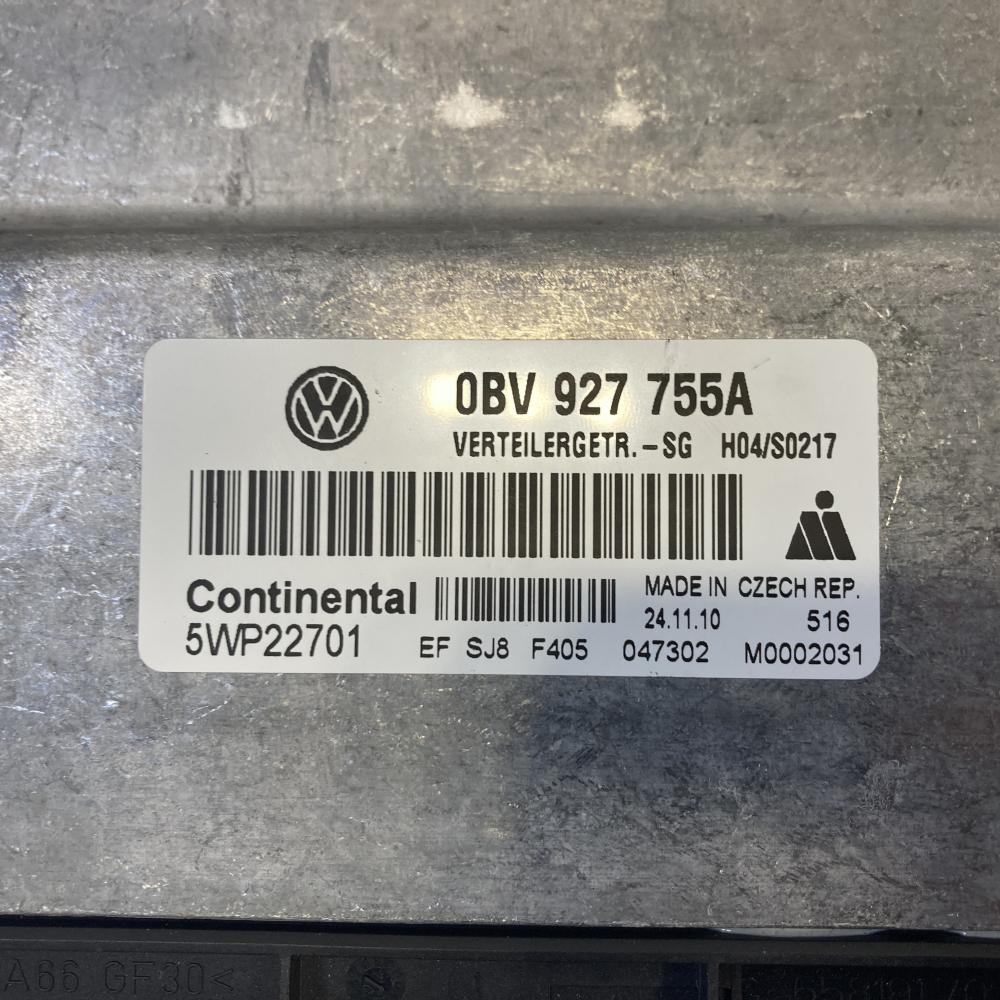 0BV 927 755A
VERTEILERGETR.-SG H04/S0217
Continental
MADE IN CZECH REP.
24.11.10 516
5WP22701
EF SJ8 F405 047302 M0002031
A66 GF30<